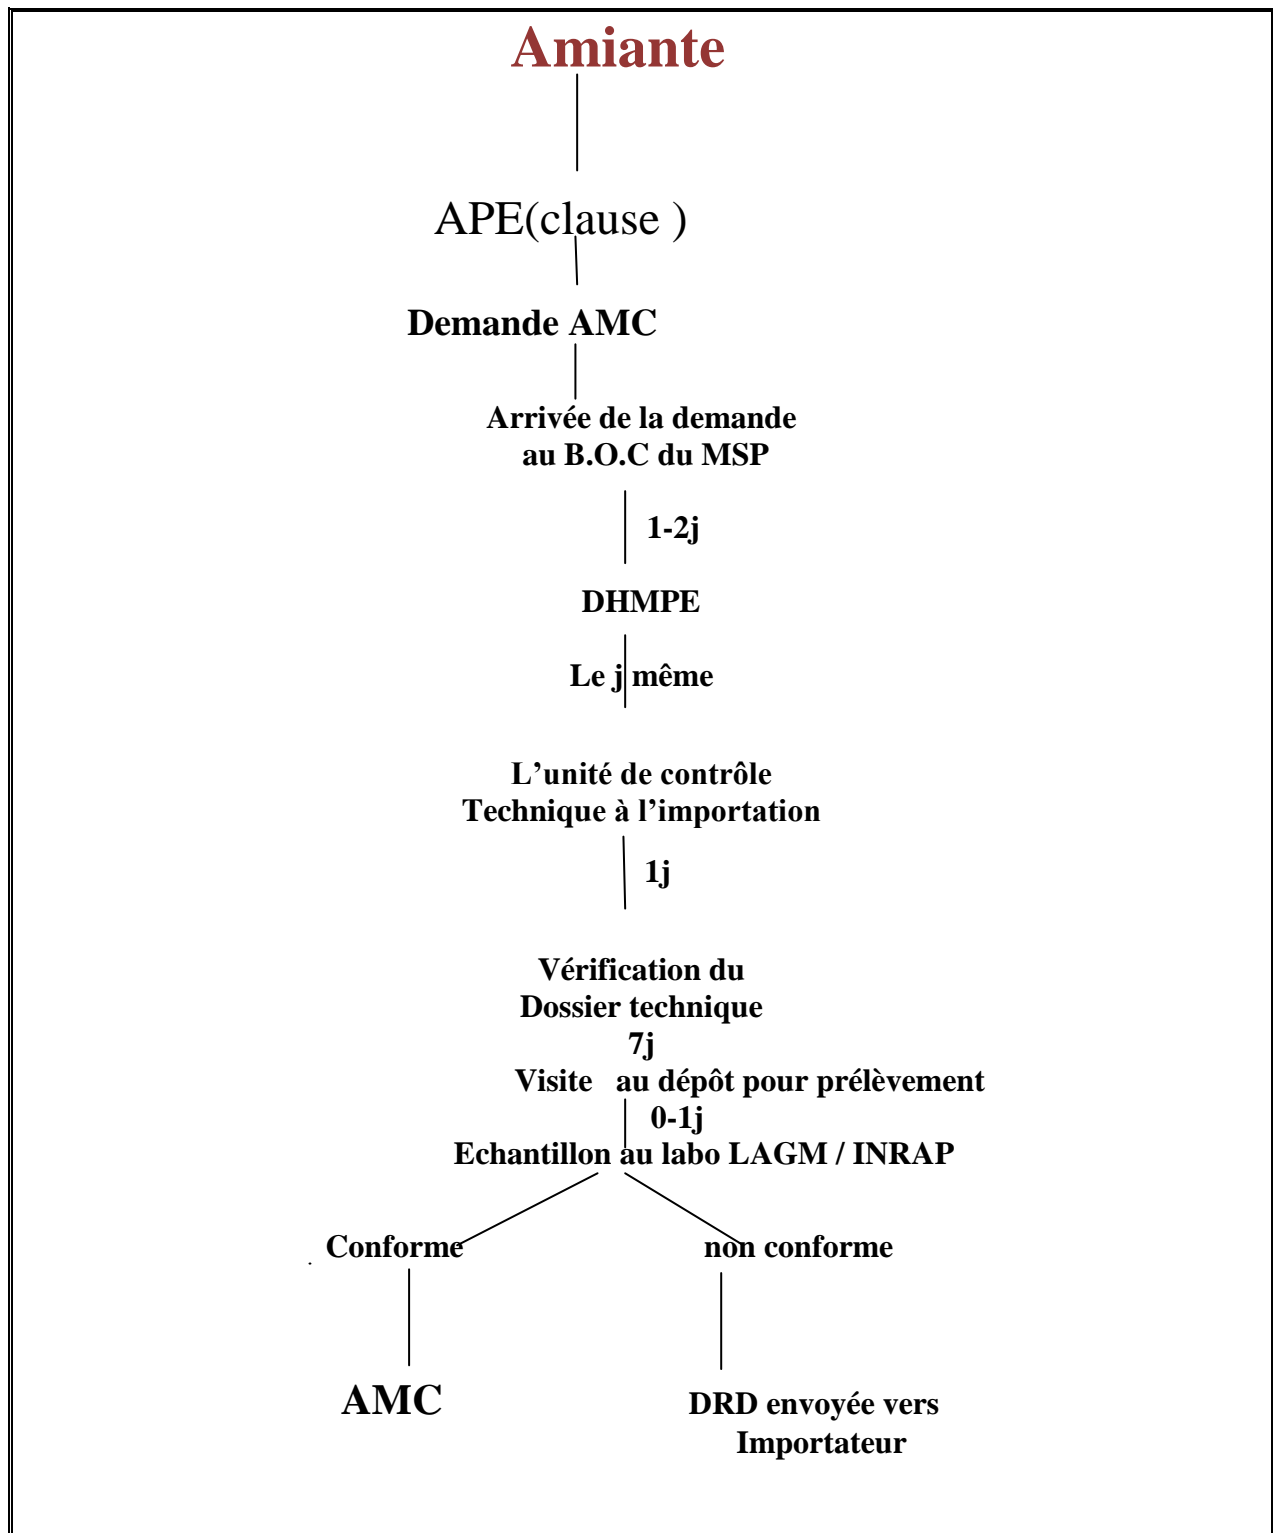 Amiante
APE(clause )
Demande AMC
Arrivée de la demande
au B.O.C du MSP
1-2j
DHMPE
Le j même
L’unité de contrôle
Technique à l’importation
1j
Vérification du
Dossier technique
7j
Visite au dépôt pour prélèvement
0-1j
Echantillon au labo LAGM / INRAP
Conforme non conforme
AMC DRD envoyée vers
Importateur